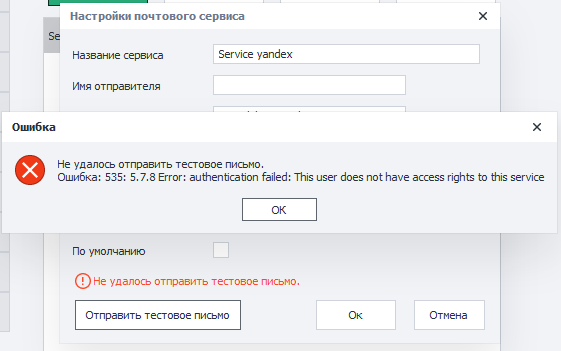 Настройки почтового сервиса
Se
Название сервиса
Service yandex
Имя отправителя
Ошибка
Не удалось отправить тестовое письмо.
Ошибка: 535: 5.7.8 Error: authentication failed: This user does not have access rights to this service
ОК
По умолчанию
Не удалось отправить тестовое письмо.
Отправить тестовое письмо
Ок
Отмена